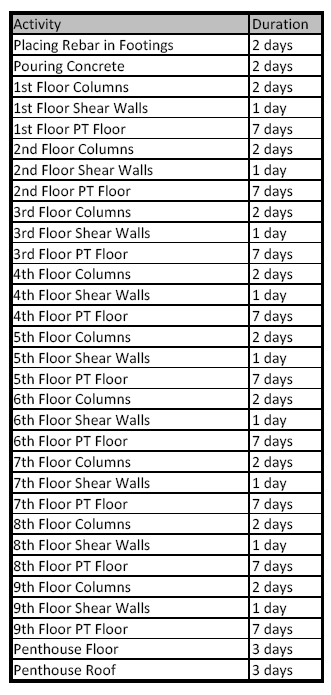 Activity Duration
Placing Rebar in Footings 2 days
Pouring Concrete 2 days
1st Floor Columns 2 days
1st Floor Shear Walls 1 day
1st Floor PT Floor 7 days
2nd Floor Columns 2 days
2nd Floor Shear Walls 1 day
2nd Floor PT Floor 7 days
3rd Floor Columns 2 days
3rd Floor Shear Walls 1 day
3rd Floor PT Floor 7 days
4th Floor Columns 2 days
4th Floor Shear Walls 1 day
4th Floor PT Floor 7 days
5th Floor Columns 2 days
5th Floor Shear Walls 1 day
5th Floor PT Floor 7 days
6th Floor Columns 2 days
6th Floor Shear Walls 1 day
6th Floor PT Floor 7 days
7th Floor Columns 2 days
7th Floor Shear Walls 1 day
7th Floor PT Floor 7 days
8th Floor Columns 2 days
8th Floor Shear Walls 1 day
8th Floor PT Floor 7 days
9th Floor Columns 2 days
9th Floor Shear Walls 1 day
9th Floor PT Floor 7 days
Penthouse Floor 3 days
Penthouse Roof 3 days